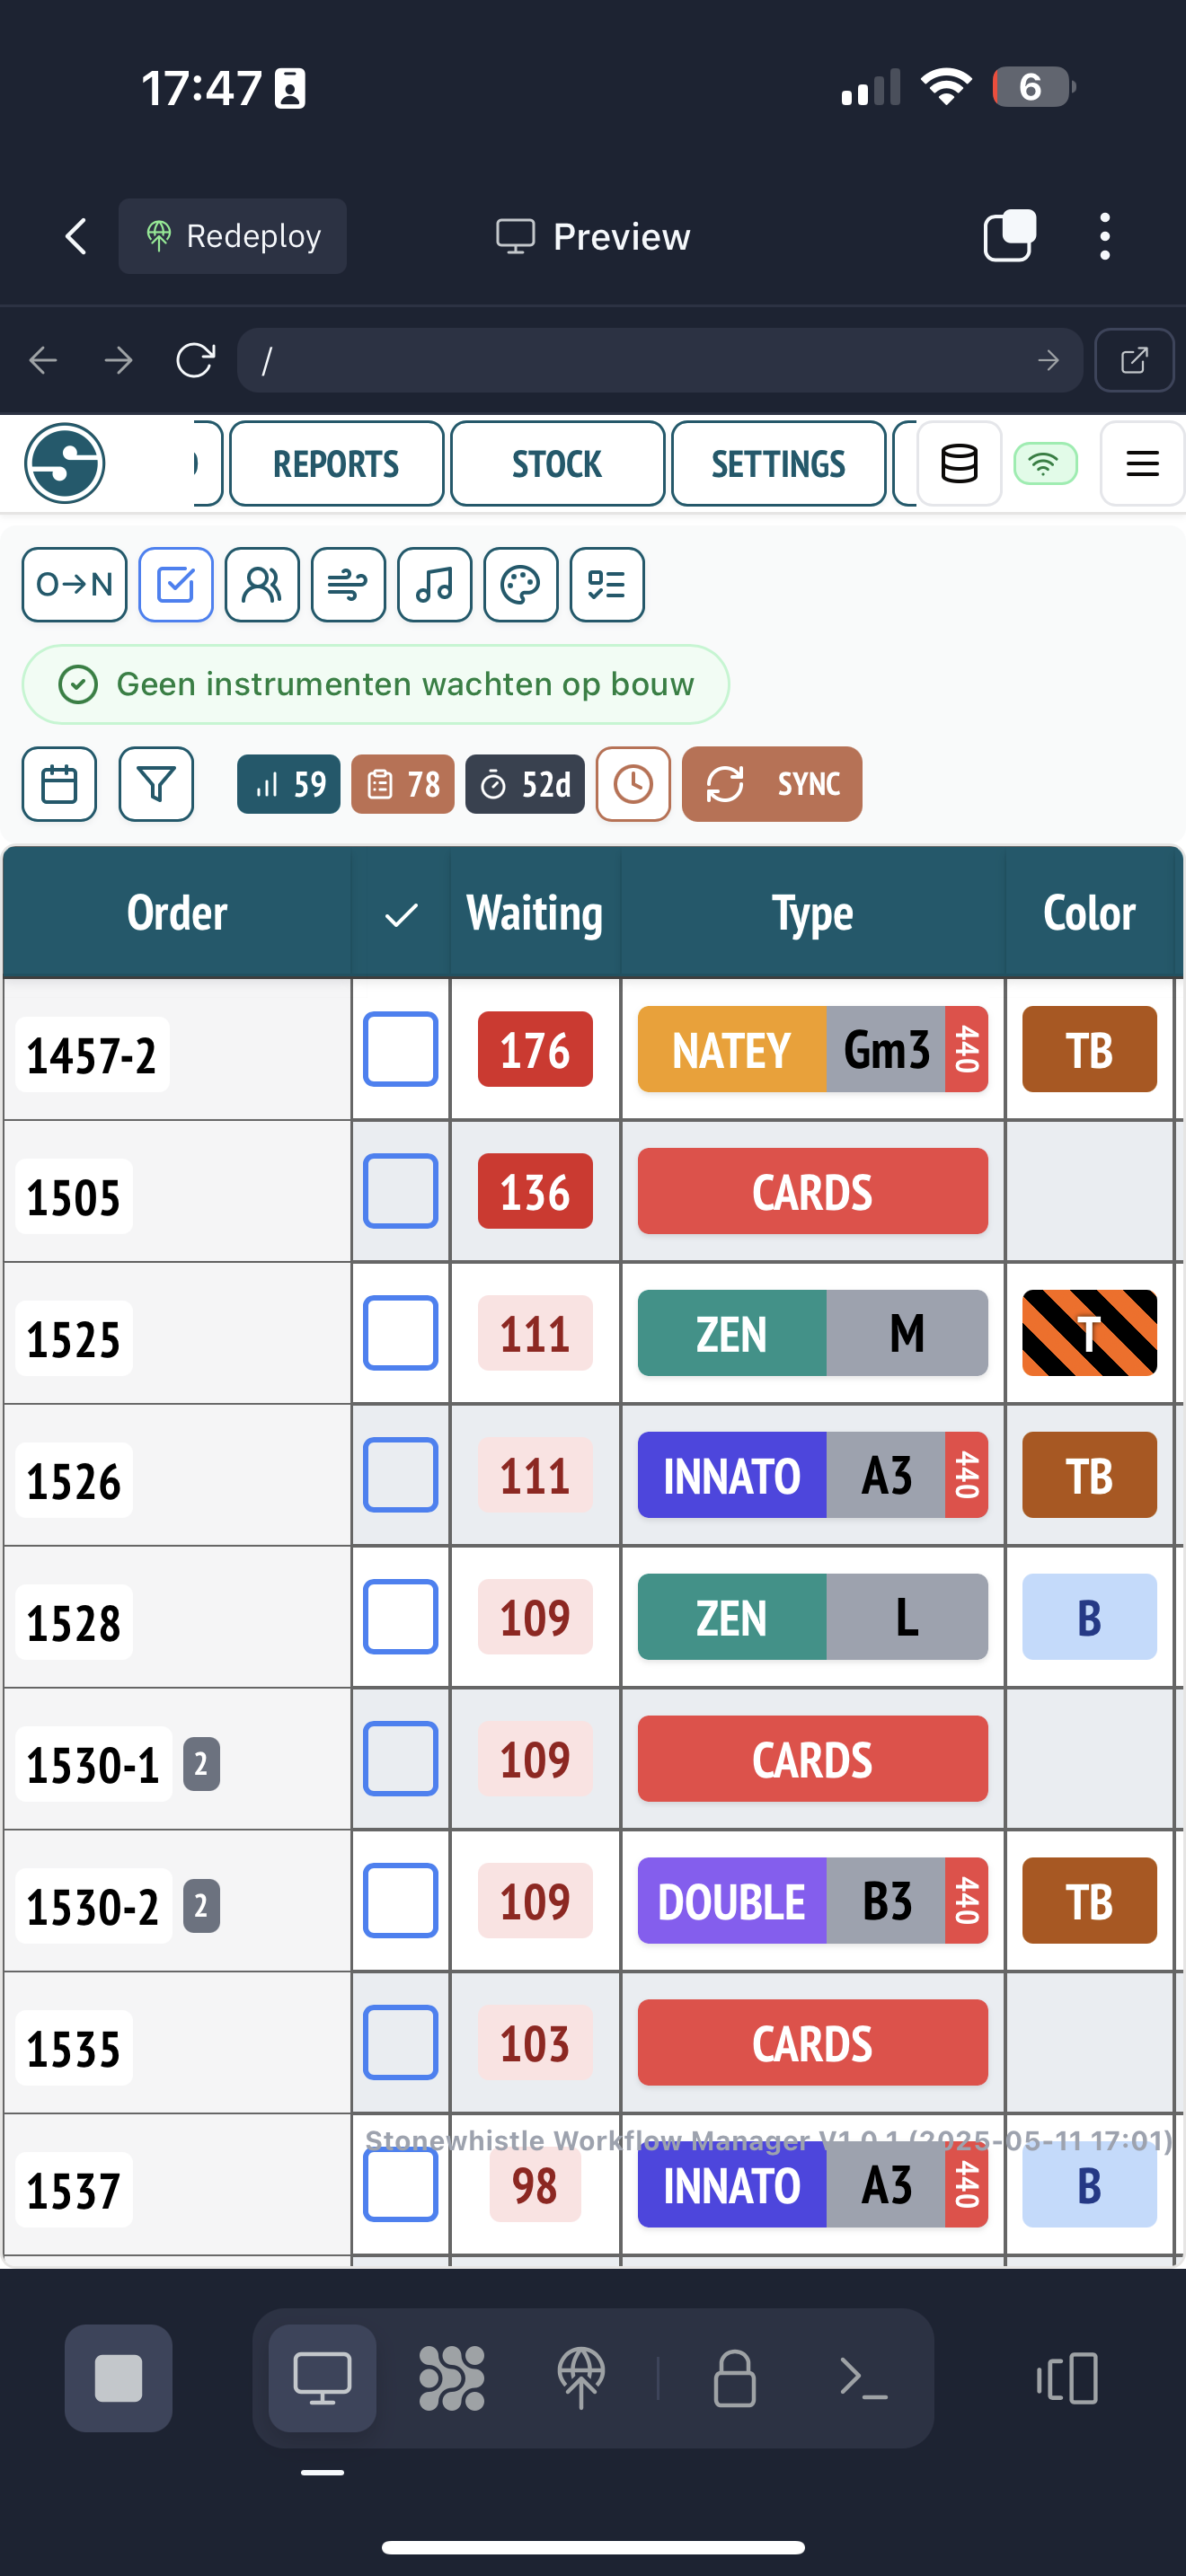 17:47 6
Redeploy Preview
/
REPORTS STOCK SETTINGS
O→N
Geen instrumenten wachten op bouw
59 78 52d SYNC
Order ✓ Waiting Type Color
1457-2 176 NATEY Gm3 440 TB
1505 136 CARDS
1525 111 ZEN M T
1526 111 INNATO A3 440 TB
1528 109 ZEN L B
1530-1 2 109 CARDS
1530-2 2 109 DOUBLE B3 440 TB
1535 103 CARDS
Stonewhistle Workflow Manager V1.0.1 (2025-05-11 17:01)
1537 98 INNATO A3 440 B